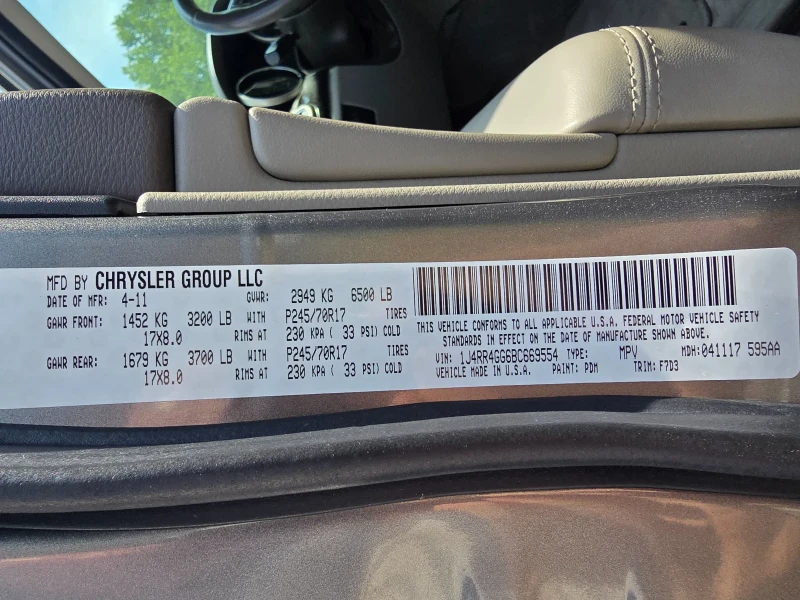 MFD BY CHRYSLER GROUP LLC
DATE OF MFR: 4-11 GVWR: 2949 KG 6500 LB
GAWR FRONT: 1452 KG 3200 LB WITH P245/70R17 TIRES
17X8.0 RIMS AT 230 KPA ( 33 PSI) COLD
GAWR REAR: 1679 KG 3700 LB WITH P245/70R17 TIRES
17X8.0 RIMS AT 230 KPA ( 33 PSI) COLD
THIS VEHICLE CONFORMS TO ALL APPLICABLE U.S.A. FEDERAL MOTOR VEHICLE SAFETY
STANDARDS IN EFFECT ON THE DATE OF MANUFACTURE SHOWN ABOVE.
VIN: 1J4RR4GG6BC669554 TYPE: MPV MDH: 041117 595AA
VEHICLE MADE IN U.S.A. PAINT: PDM TRIM: F7D3